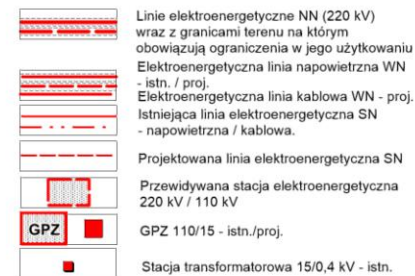 Linie elektroenergetyczne NN (220 kV)
wraz z granicami terenu na którym
obowiązują ograniczenia w jego użytkowaniu
Elektroenergetyczna linia napowietrzna WN
- istn. / proj.
Elektroenergetyczna linia kablowa WN - proj.
Istniejąca linia elektroenergetyczna SN
- napowietrzna / kablowa.
Projektowana linia elektroenergetyczna SN
Przewidywana stacja elektroenergetyczna
220 kV / 110 kV
GPZ
GPZ 110/15 - istn./proj.
Stacja transformatorowa 15/0,4 kV - istn.